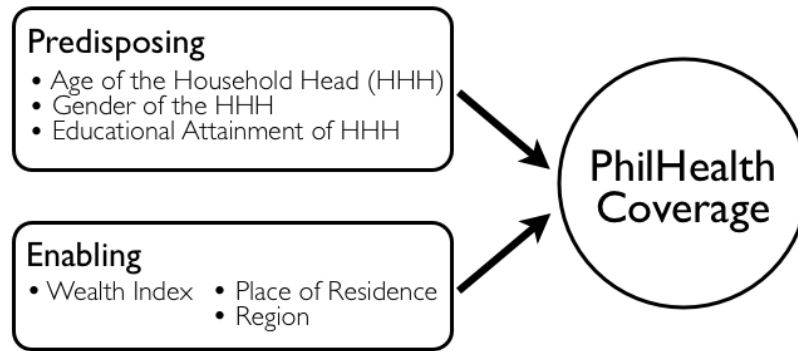 Predisposing
• Age of the Household Head (HHH)
• Gender of the HHH
• Educational Attainment of HHH
PhilHealth
Coverage
Enabling
• Wealth Index • Place of Residence
• Region